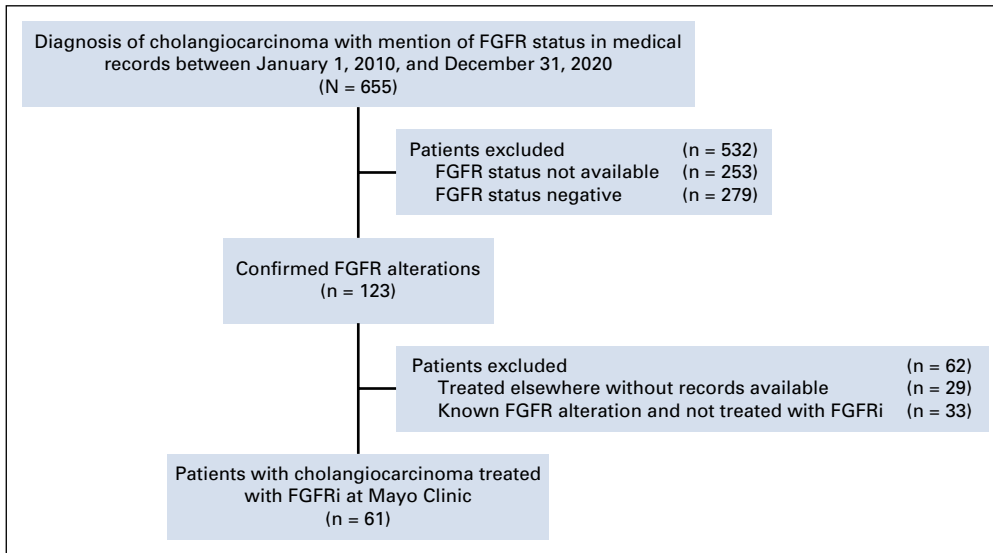 Diagnosis of cholangiocarcinoma with mention of FGFR status in medical
records between January 1, 2010, and December 31, 2020
(N = 655)
Patients excluded (n = 532)
FGFR status not available (n = 253)
FGFR status negative (n = 279)
Confirmed FGFR alterations
(n = 123)
Patients excluded (n = 62)
Treated elsewhere without records available (n = 29)
Known FGFR alteration and not treated with FGFRi (n = 33)
Patients with cholangiocarcinoma treated
with FGFRi at Mayo Clinic
(n = 61)